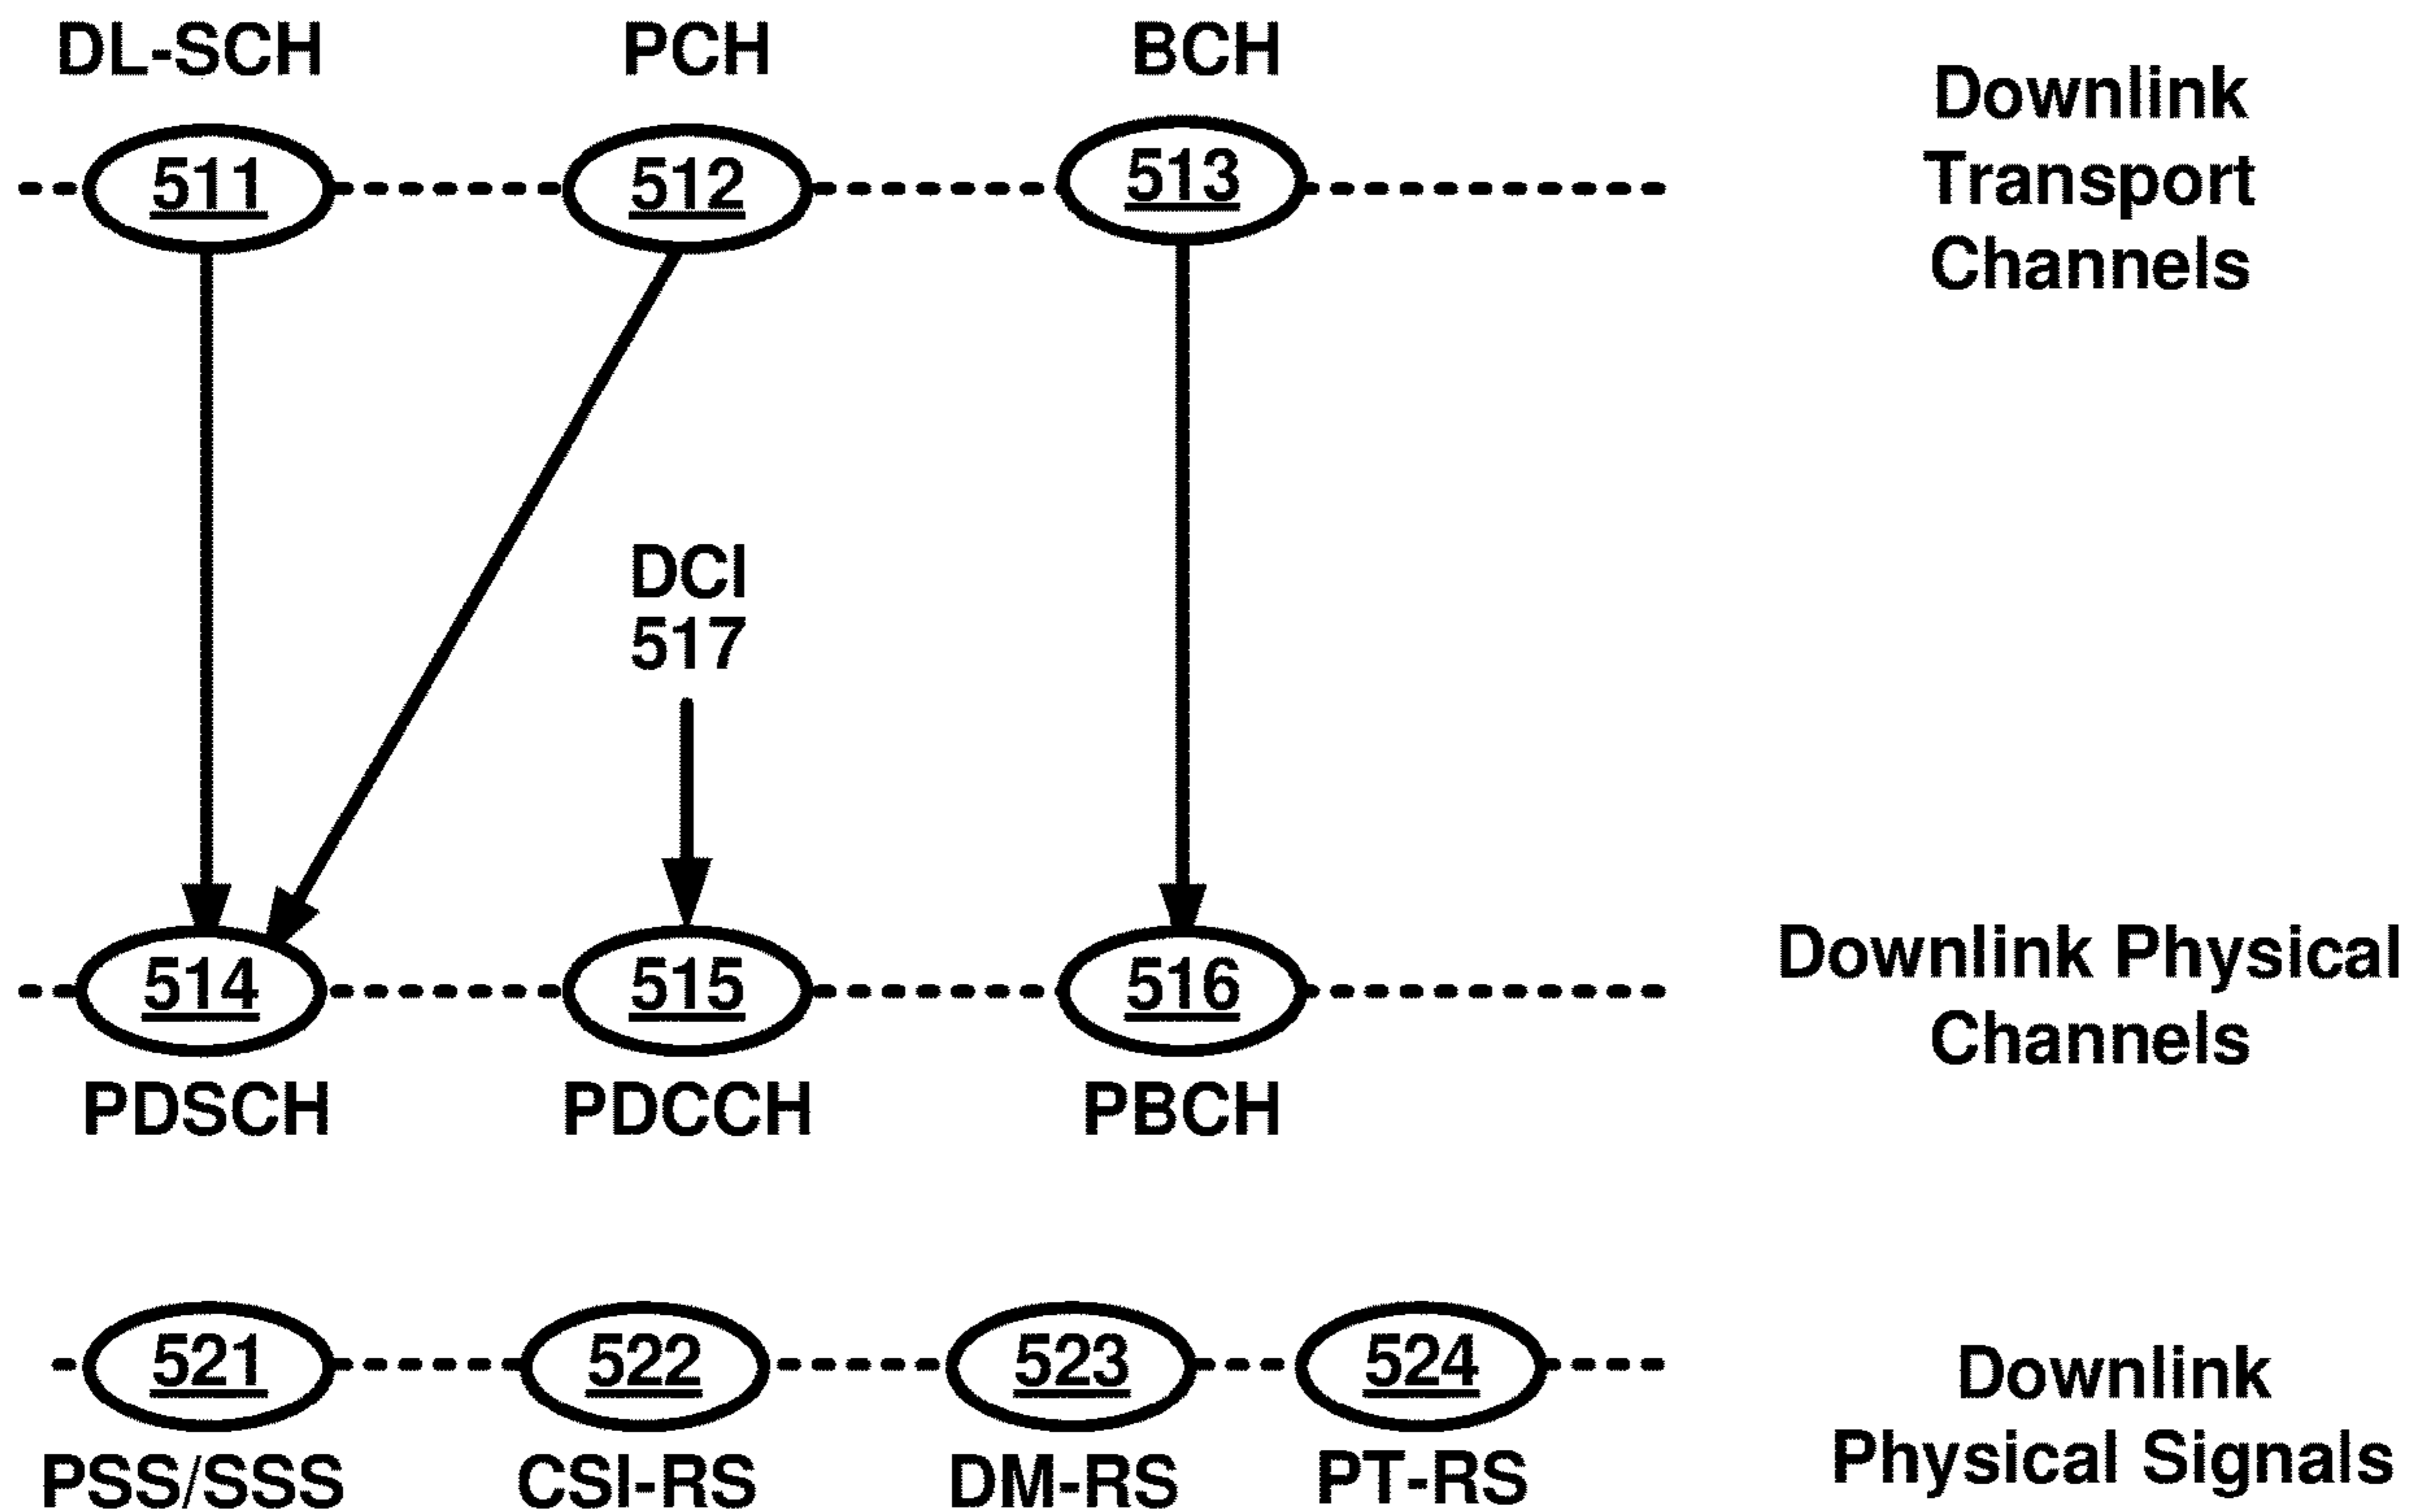 DL-SCH
PCH
BCH
511
512
513
Downlink
Transport
Channels
DCI
517
514
515
516
Downlink Physical
Channels
PDSCH
PDCCH
PBCH
521
522
523
524
Downlink
Physical Signals
PSS/SSS
CSI-RS
DM-RS
PT-RS